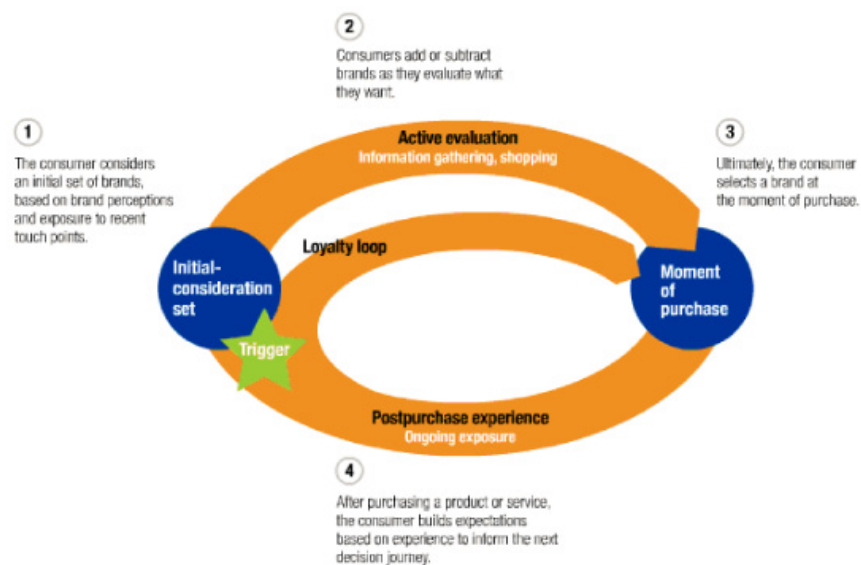 2
Consumers add or subtract
brands as they evaluate what
they want.
1
The consumer considers
an initial set of brands,
based on brand perceptions
and exposure to recent
touch points.
Active evaluation
Information gathering, shopping
3
Ultimately, the consumer
selects a brand at
the moment of purchase.
Loyalty loop
Initial-
consideration
set
Trigger
Moment
of
purchase
Postpurchase experience
Ongoing exposure
4
After purchasing a product or service,
the consumer builds expectations
based on experience to inform the next
decision journey.